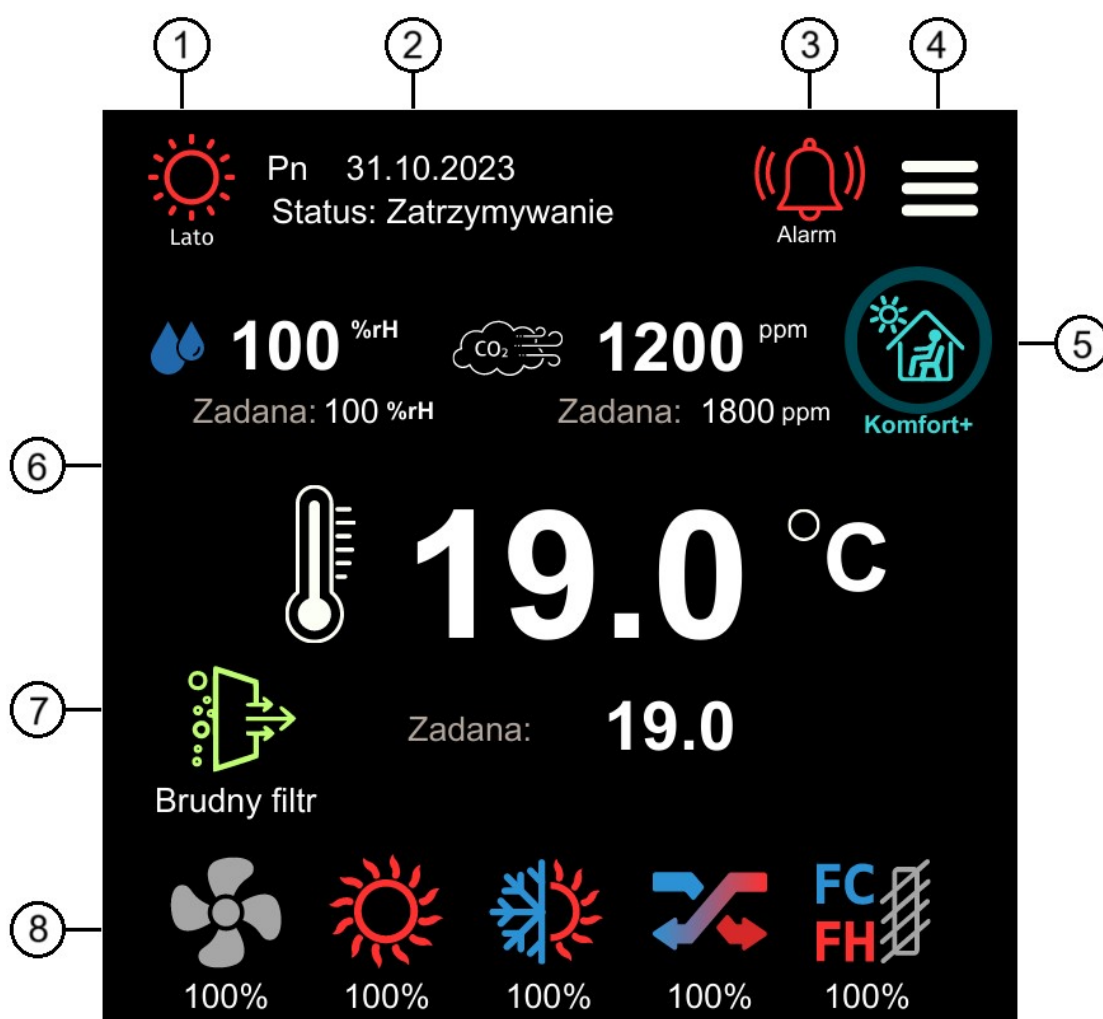 1 2 3 4
Pn 31.10.2023
Status: Zatrzymywanie
Lato
Alarm
100 %rH
CO₂
1200 ppm
5
Zadana: 100 %rH
Zadana: 1800 ppm
Komfort+
6
19.0 °C
7
Zadana: 19.0
Brudny filtr
8
FC
FH
100% 100% 100% 100% 100%